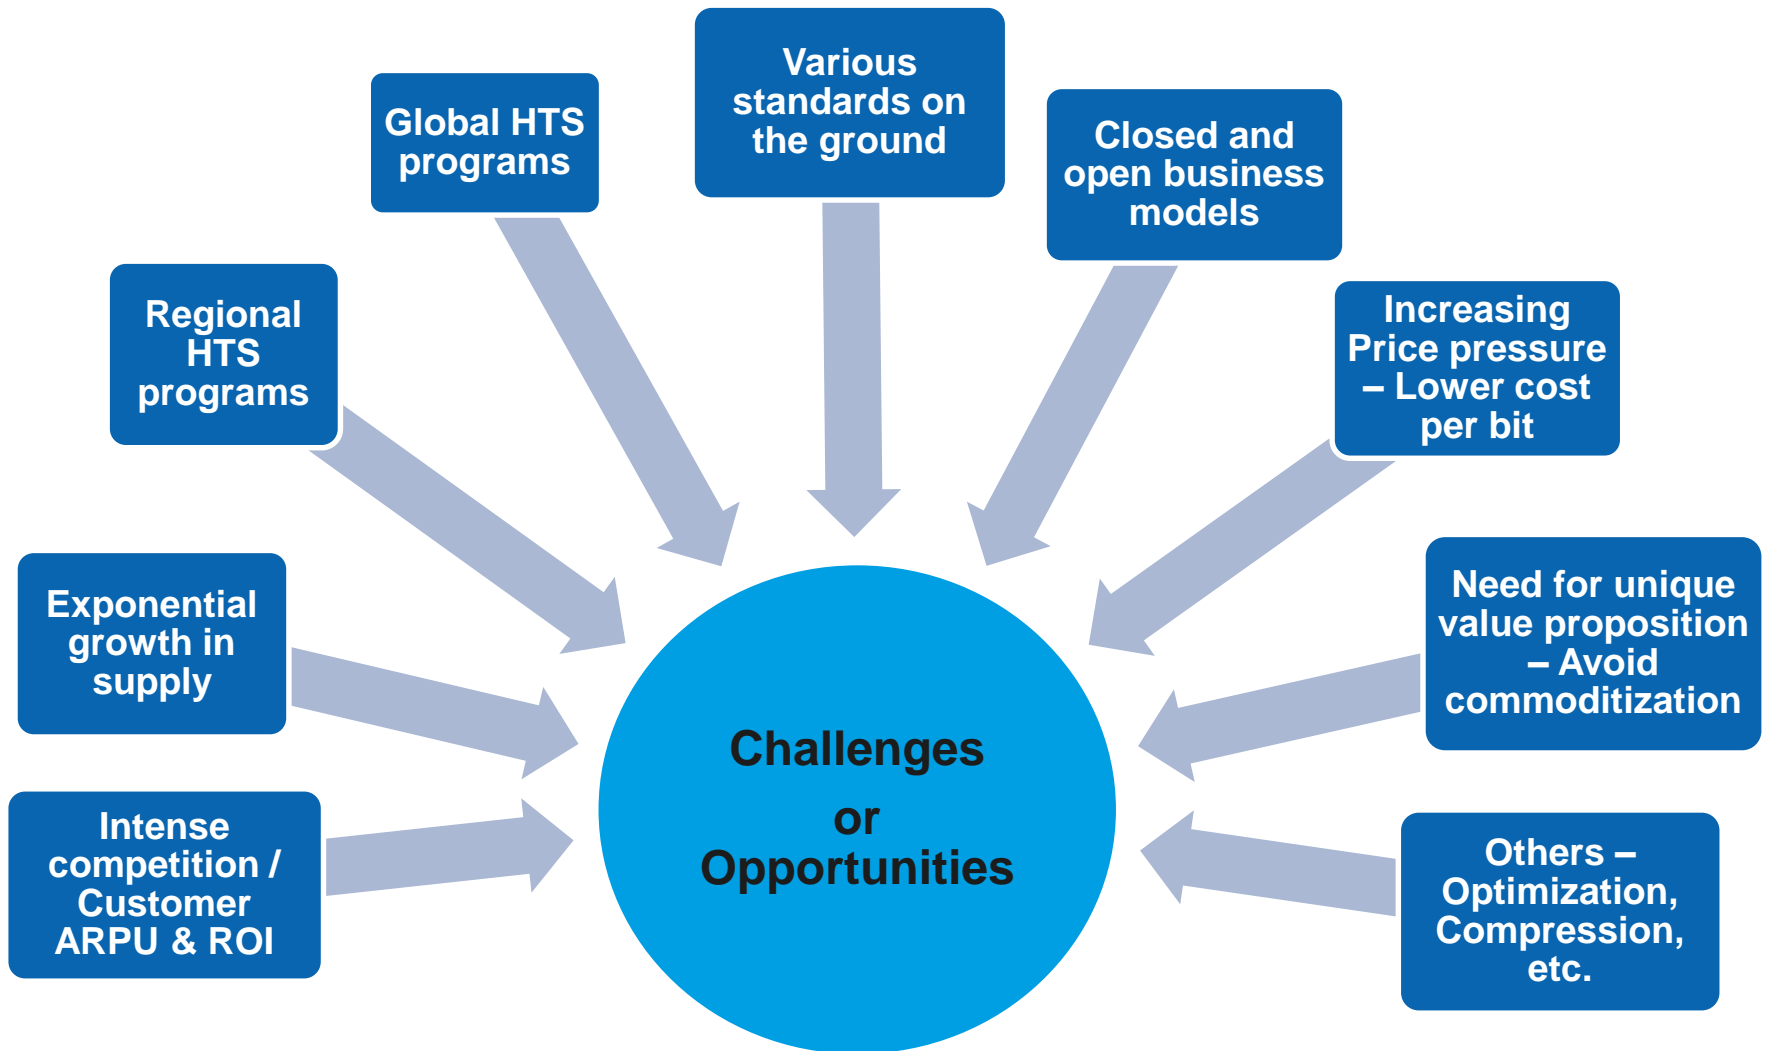 Various
standards on
the ground
Global HTS
programs
Closed and
open business
models
Regional
HTS
programs
Increasing
Price pressure
– Lower cost
per bit
Exponential
growth in
supply
Need for unique
value proposition
– Avoid
commoditization
Intense
competition /
Customer
ARPU & ROI
Others –
Optimization,
Compression,
etc.
Challenges
or
Opportunities